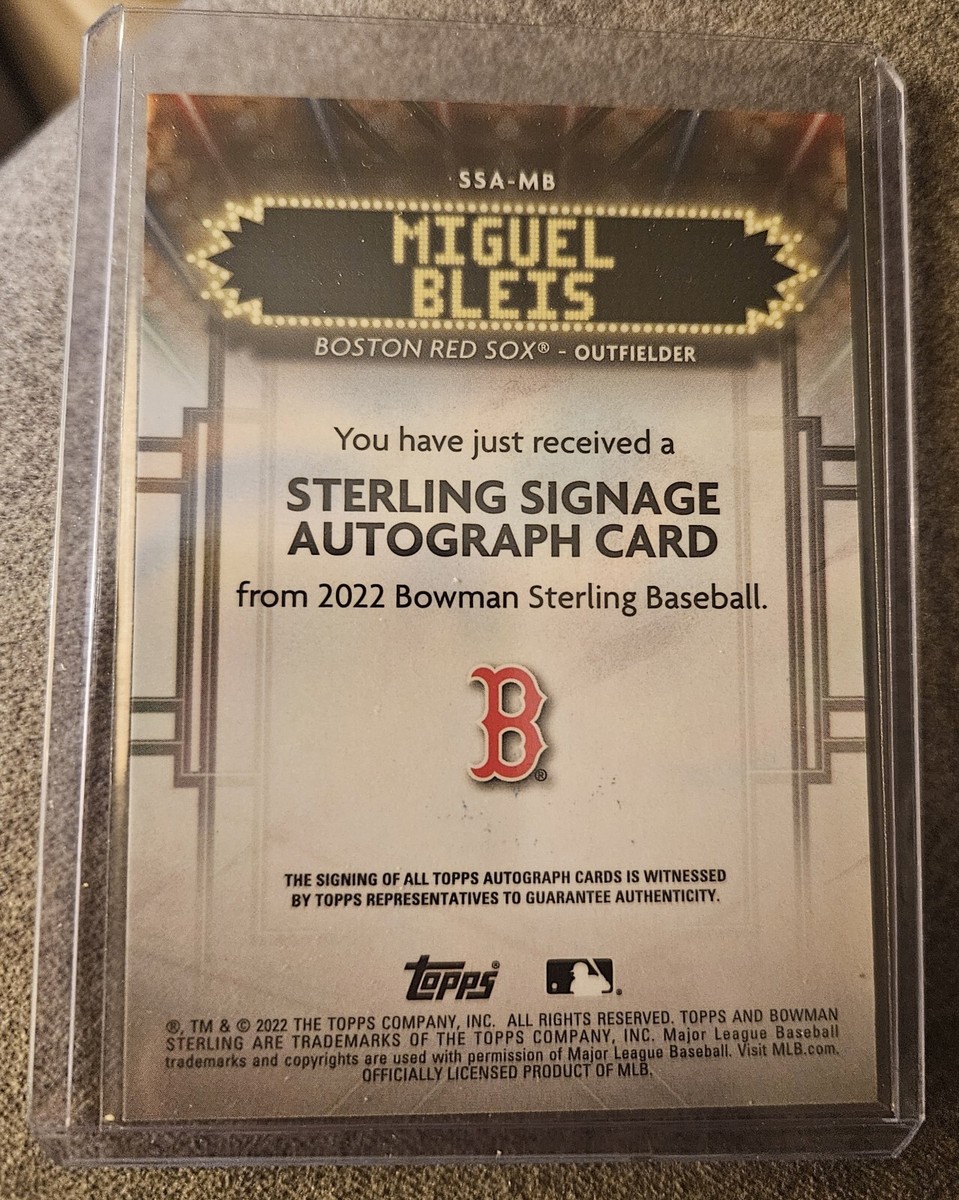 SSA-MB
MIGUEL
BLEIS
BOSTON RED SOX® - OUTFIELDER
You have just received a
STERLING SIGNAGE
AUTOGRAPH CARD
from 2022 Bowman Sterling Baseball.
B®
THE SIGNING OF ALL TOPPS AUTOGRAPH CARDS IS WITNESSED
BY TOPPS REPRESENTATIVES TO GUARANTEE AUTHENTICITY.
topps®
®, TM & © 2022 THE TOPPS COMPANY, INC. ALL RIGHTS RESERVED. TOPPS AND BOWMAN
STERLING ARE TRADEMARKS OF THE TOPPS COMPANY, INC. Major League Baseball
trademarks and copyrights are used with permission of Major League Baseball. Visit MLB.com.
OFFICIALLY LICENSED PRODUCT OF MLB.